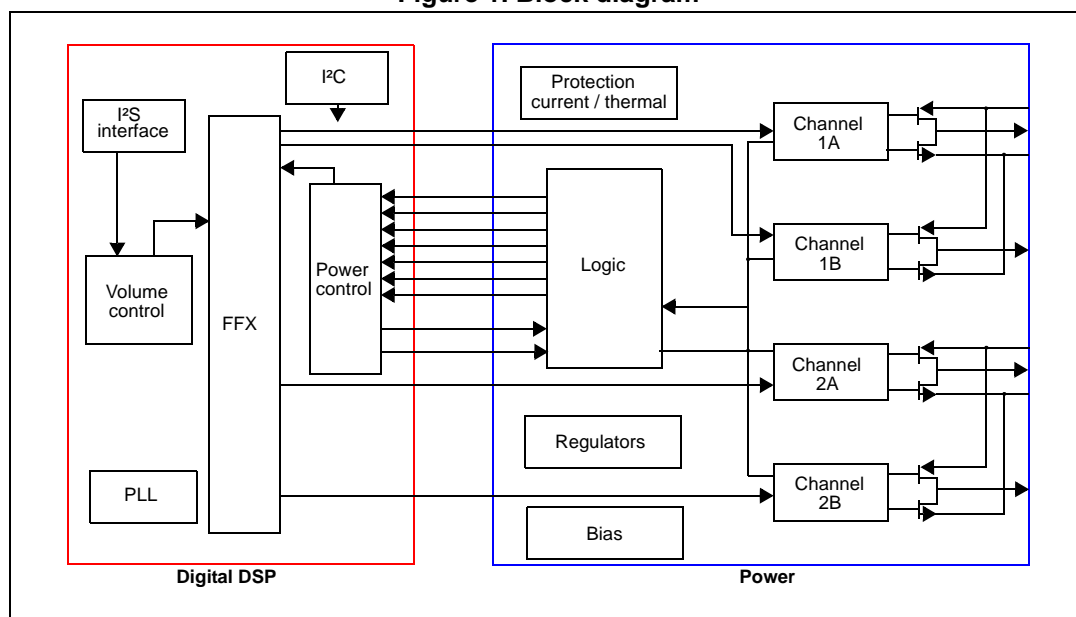 Figure 1. Block diagram
I²C
I²S
interface
Volume
control
FFX
Power
control
PLL
Digital DSP
Protection
current / thermal
Logic
Regulators
Bias
Channel
1A
Channel
1B
Channel
2A
Channel
2B
Power